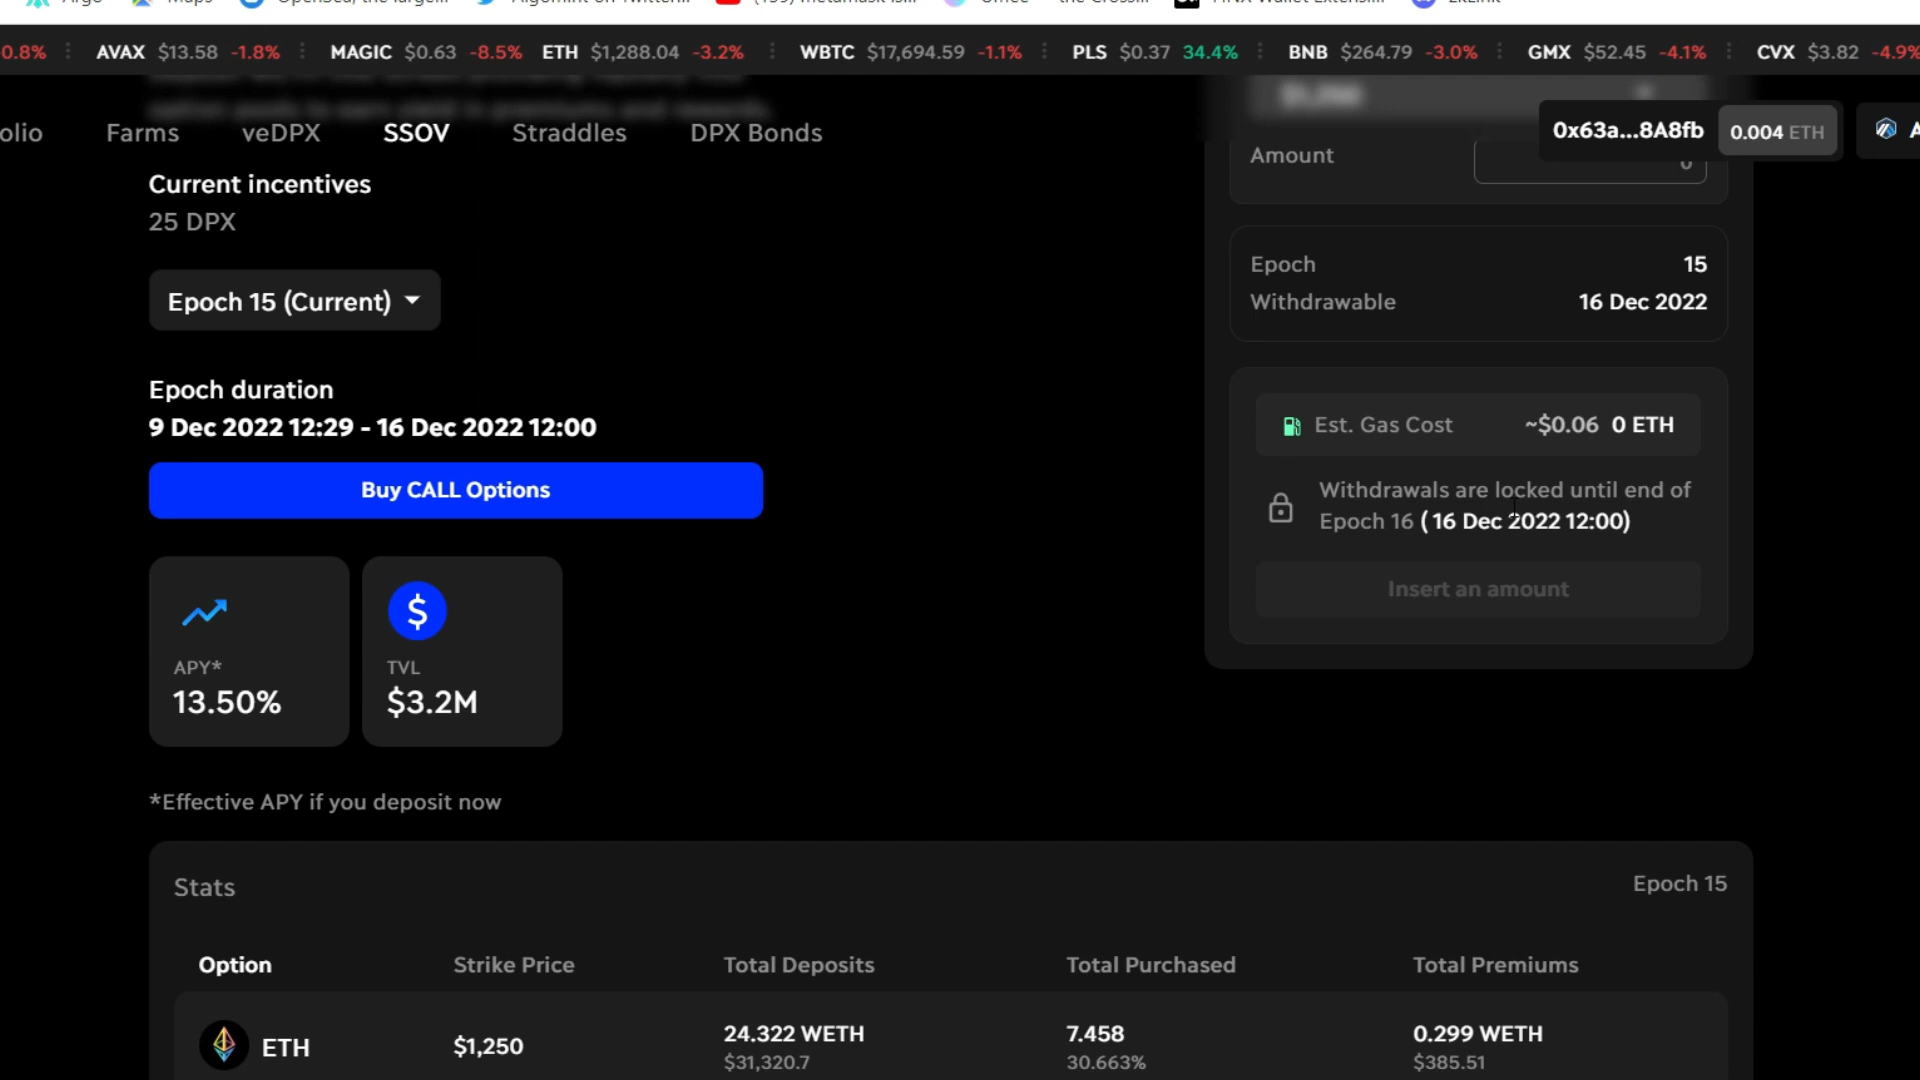 0.8% AVAX $13.58 -1.8% MAGIC $0.63 -8.5% ETH $1,288.04 -3.2% WBTC $17,694.59 -1.1% PLS $0.37 34.4% BNB $264.79 -3.0% GMX $52.45 -4.1% CVX $3.82 -4.9%
olio Farms veDPX SSOV Straddles DPX Bonds 0x63a...8A8fb 0.004 ETH A
Current incentives
25 DPX
Epoch 15 (Current)
Epoch duration
9 Dec 2022 12:29 - 16 Dec 2022 12:00
Buy CALL Options
APY*
13.50%
TVL
$3.2M
*Effective APY if you deposit now
Amount 0
Epoch 15
Withdrawable 16 Dec 2022
Est. Gas Cost ~$0.06 0 ETH
Withdrawals are locked until end of
Epoch 16 ( 16 Dec 2022 12:00)
Insert an amount
Stats Epoch 15
Option Strike Price Total Deposits Total Purchased Total Premiums
ETH $1,250 24.322 WETH 7.458 0.299 WETH
$31,320.7 30.663% $385.51